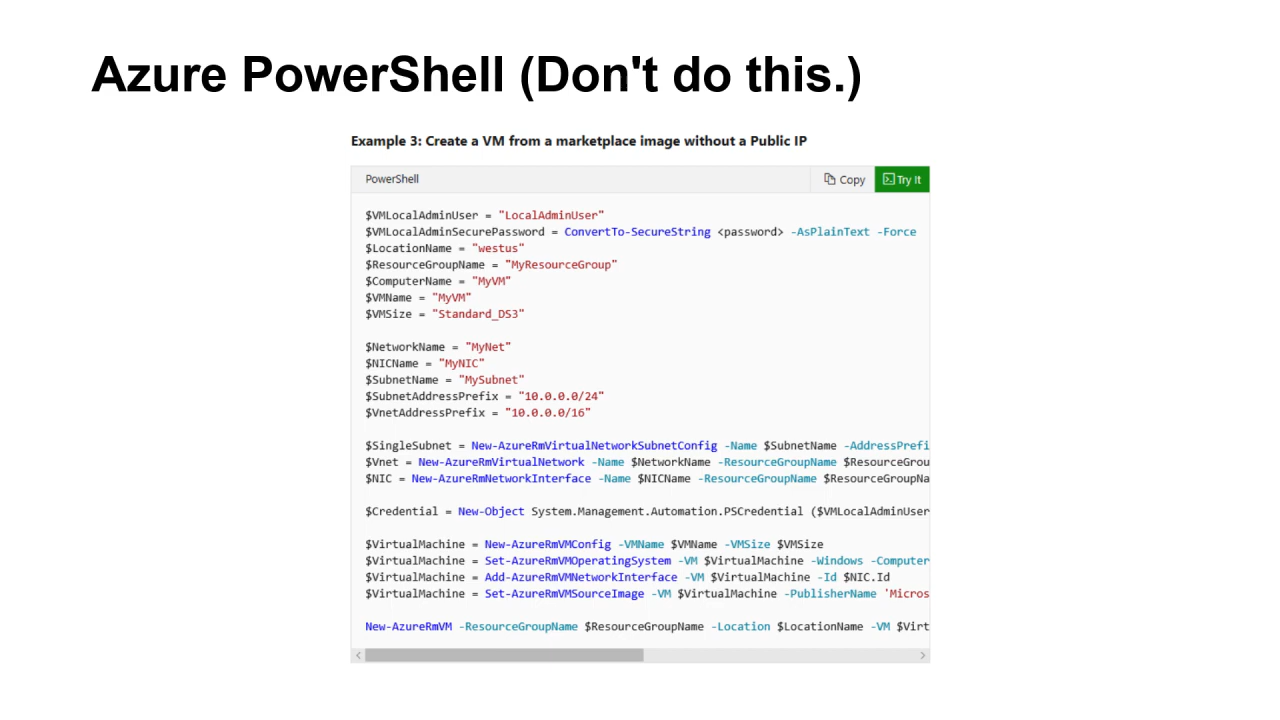 Azure PowerShell (Don't do this.)
Example 3: Create a VM from a marketplace image without a Public IP
PowerShell
Copy
Try It
$VMLocalAdminUser = "LocalAdminUser"
$VMLocalAdminSecurePassword = ConvertTo-SecureString <password> -AsPlainText -Force
$LocationName = "westus"
$ResourceGroupName = "MyResourceGroup"
$ComputerName = "MyVM"
$VMName = "MyVM"
$VMSize = "Standard_DS3"
$NetworkName = "MyNet"
$NICName = "MyNIC"
$SubnetName = "MySubnet"
$SubnetAddressPrefix = "10.0.0.0/24"
$VnetAddressPrefix = "10.0.0.0/16"
$SingleSubnet = New-AzureRmVirtualNetworkSubnetConfig -Name $SubnetName -AddressPrefi
$Vnet = New-AzureRmVirtualNetwork -Name $NetworkName -ResourceGroupName $ResourceGrou
$NIC = New-AzureRmNetworkInterface -Name $NICName -ResourceGroupName $ResourceGroupNa
$Credential = New-Object System.Management.Automation.PSCredential ($VMLocalAdminUser
$VirtualMachine = New-AzureRmVMConfig -VMName $VMName -VMSize $VMSize
$VirtualMachine = Set-AzureRmVMOperatingSystem -VM $VirtualMachine -Windows -Computer
$VirtualMachine = Add-AzureRmVMNetworkInterface -VM $VirtualMachine -Id $NIC.Id
$VirtualMachine = Set-AzureRmVMSourceImage -VM $VirtualMachine -PublisherName 'Micros
New-AzureRmVM -ResourceGroupName $ResourceGroupName -Location $LocationName -VM $Virt